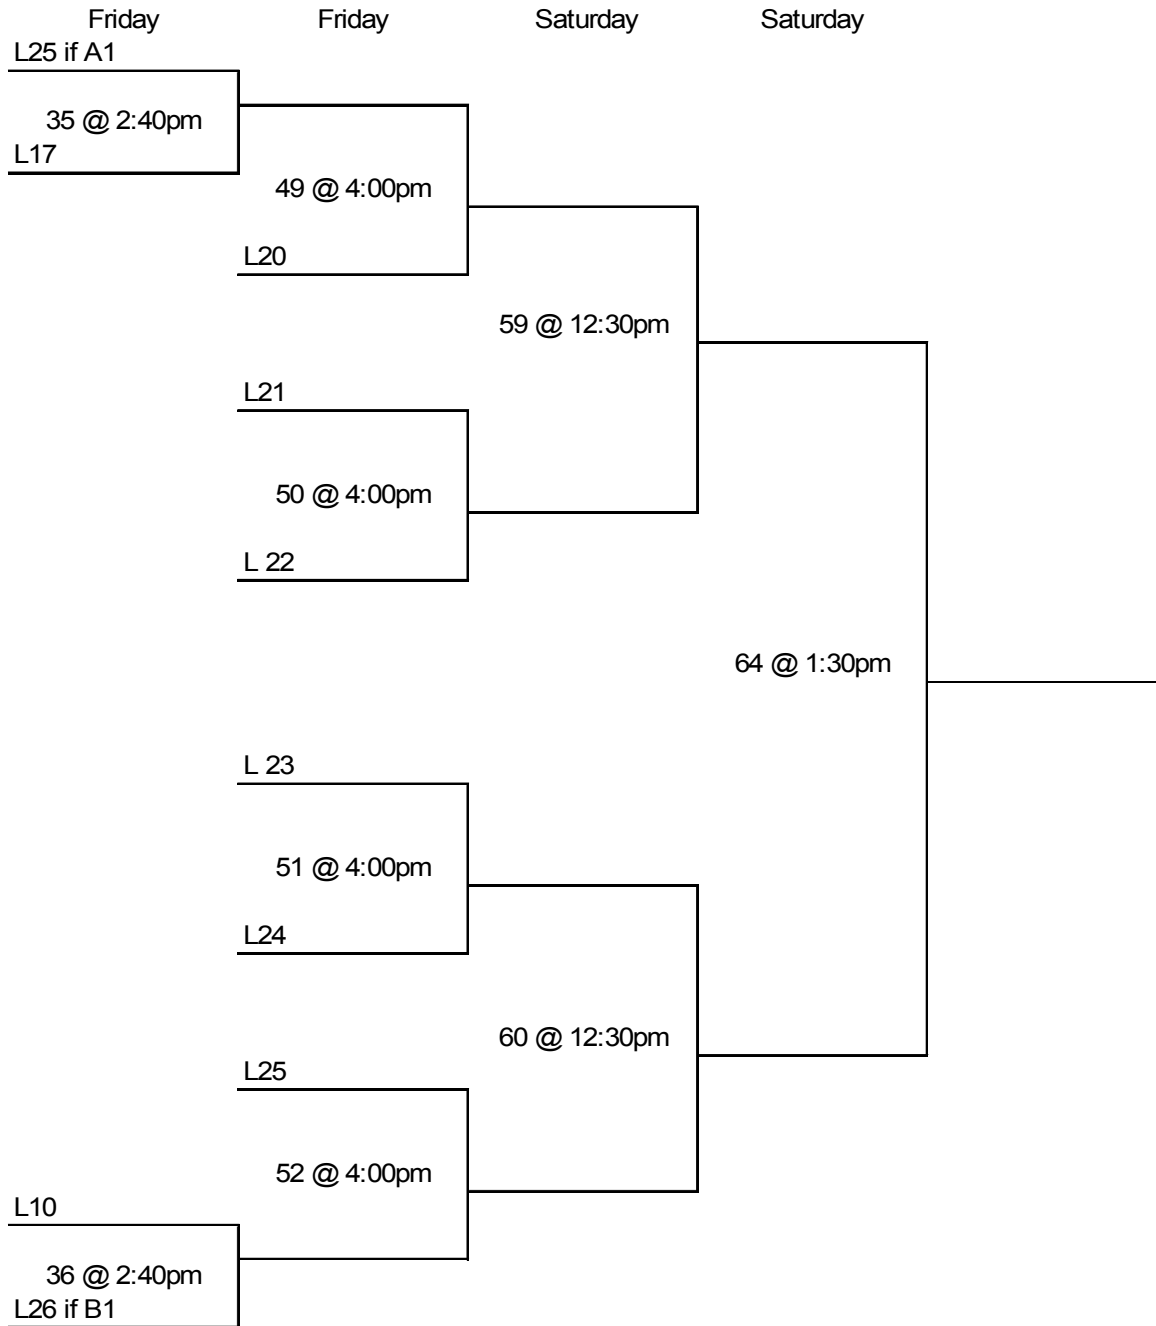 Friday Friday Saturday Saturday
L25 if A1
35 @ 2:40pm
L17
49 @ 4:00pm
L20
59 @ 12:30pm
L21
50 @ 4:00pm
L 22
64 @ 1:30pm
L 23
51 @ 4:00pm
L24
60 @ 12:30pm
L25
52 @ 4:00pm
L10
36 @ 2:40pm
L26 if B1